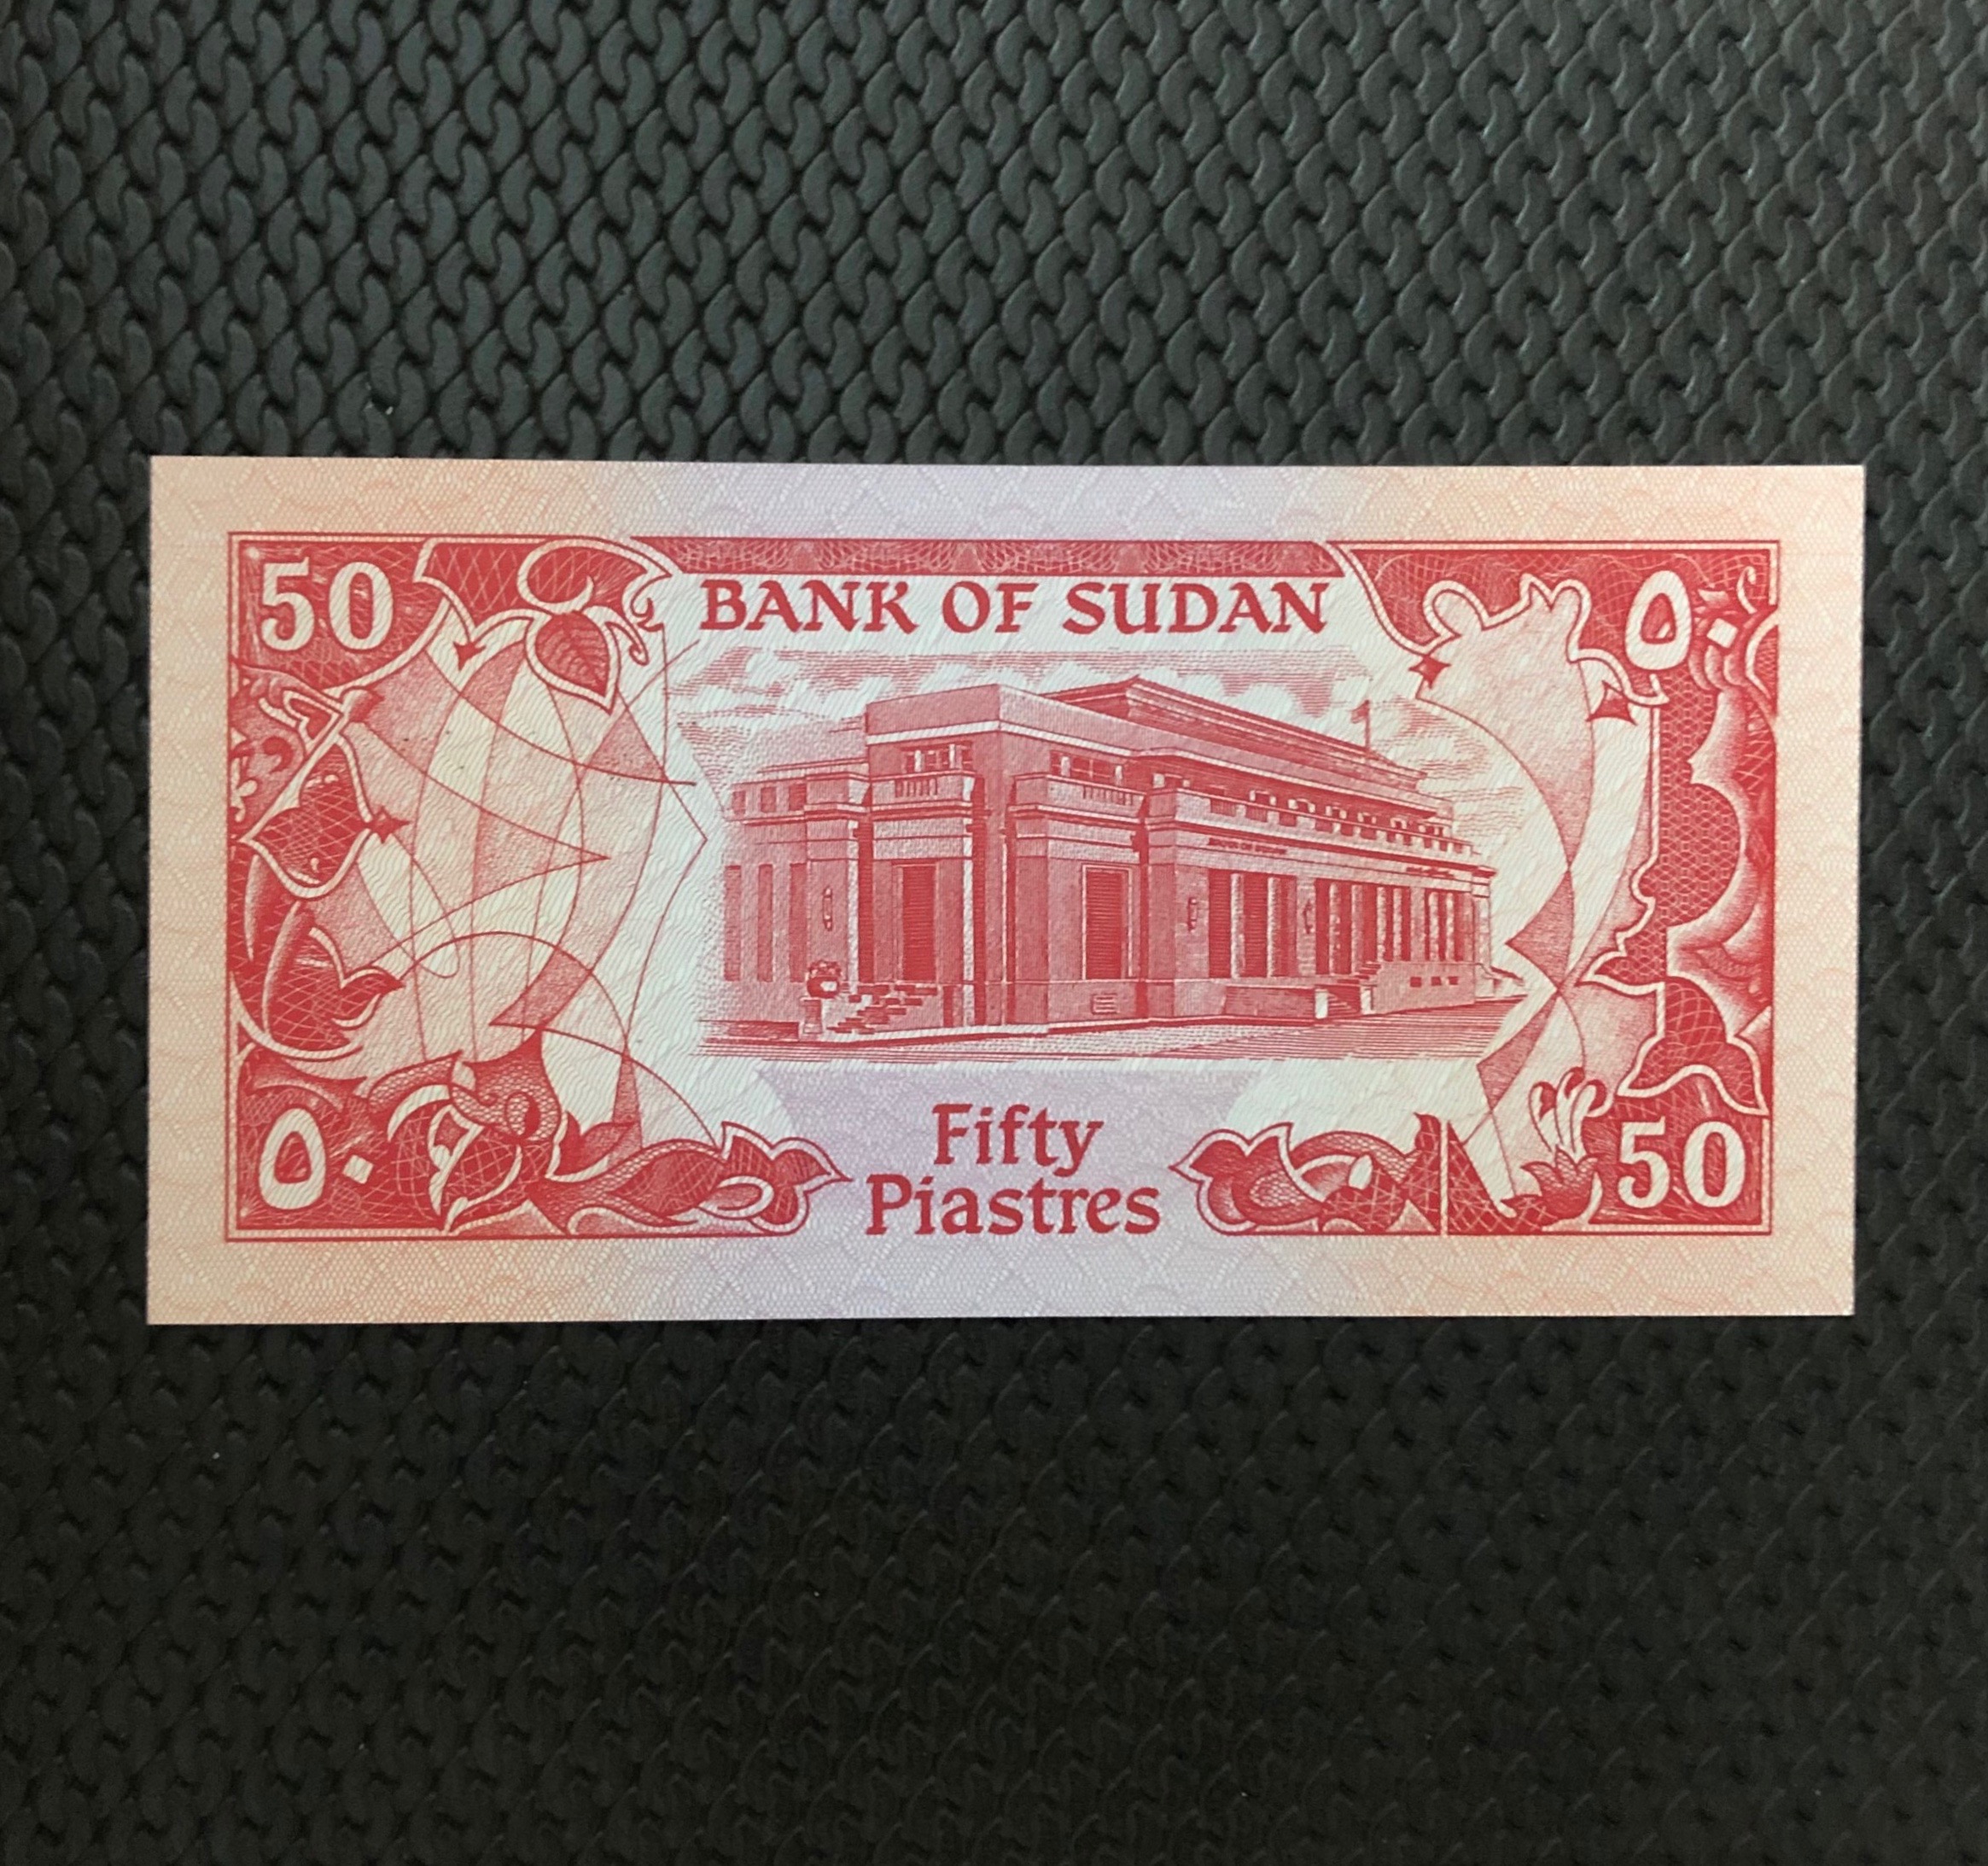 50
BANK OF SUDAN
٥٠
Fifty
Piastres
٥٠
50